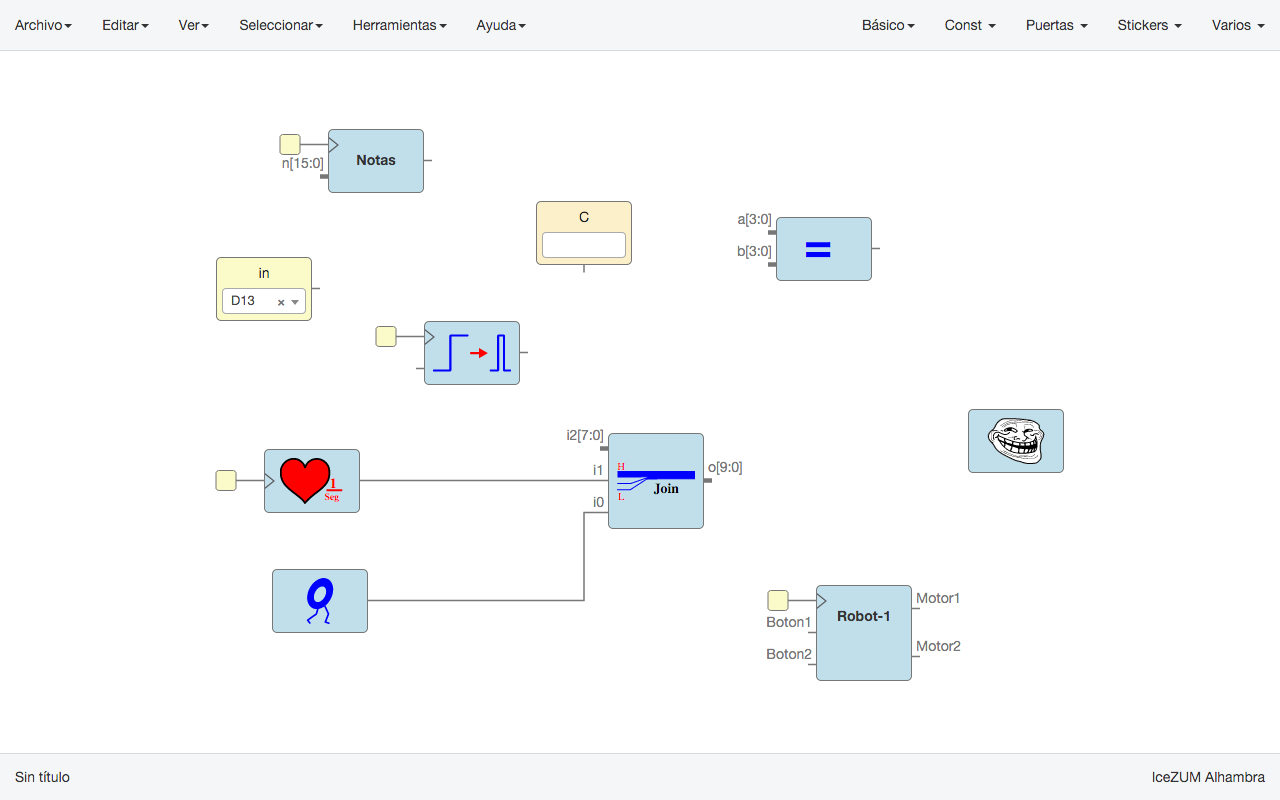 Archivo Editar Ver Seleccionar Herramientas Ayuda Básico Const Puertas Stickers Varios
Notas
n[15:0]
C
a[3:0]
b[3:0]
=
in
D13 ×
i2[7:0]
i1
i0
H
Join
L
o[9:0]
1
Seg
Robot-1
Boton1
Boton2
Motor1
Motor2
Sin título
IceZUM Alhambra